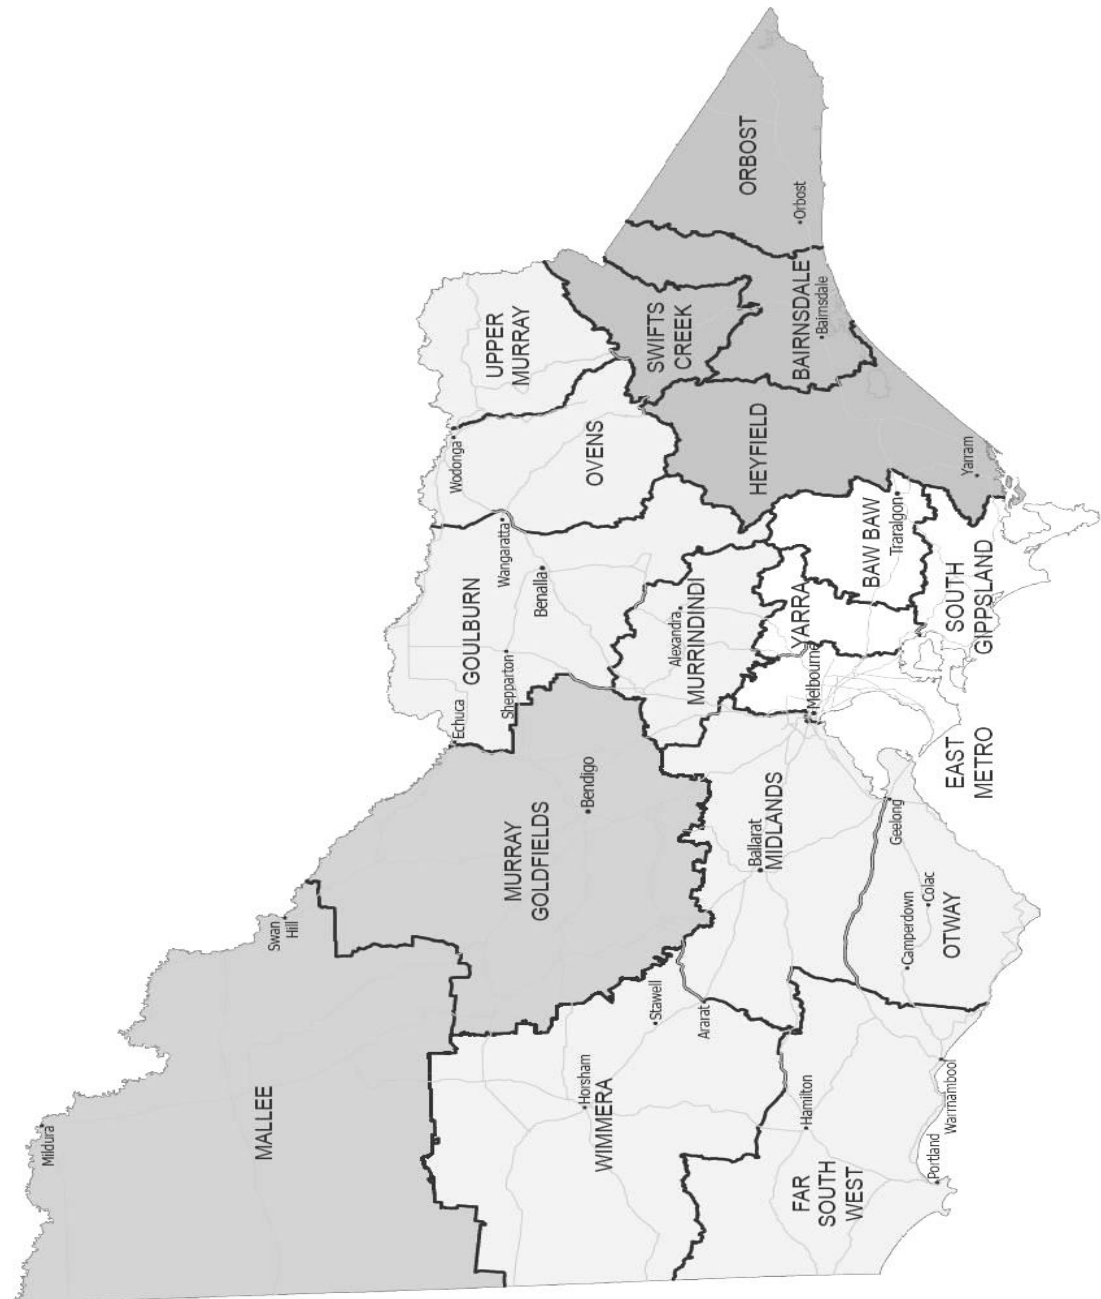 Mildura
MALLEE
Swan
Hill
MURRAY
GOLDFIELDS
Bendigo
Echuca
GOULBURN
Shepparton
Wangaratta
Benalla
Wodonga
OVENS
UPPER
MURRAY
SWIFTS
CREEK
ORBOST
Orbost
BAIRNSDALE
Bairnsdale
HEYFIELD
Yarram
BAW BAW
Traralgon
SOUTH
GIPPSLAND
YARRA
Alexandra
MURRINDINDI
Melbourne
EAST
METRO
Ballarat
MIDLANDS
Geelong
Camperdown
Colac
OTWAY
Stawell
Ararat
Horsham
WIMMERA
Hamilton
FAR
SOUTH
WEST
Portland
Warrnambool